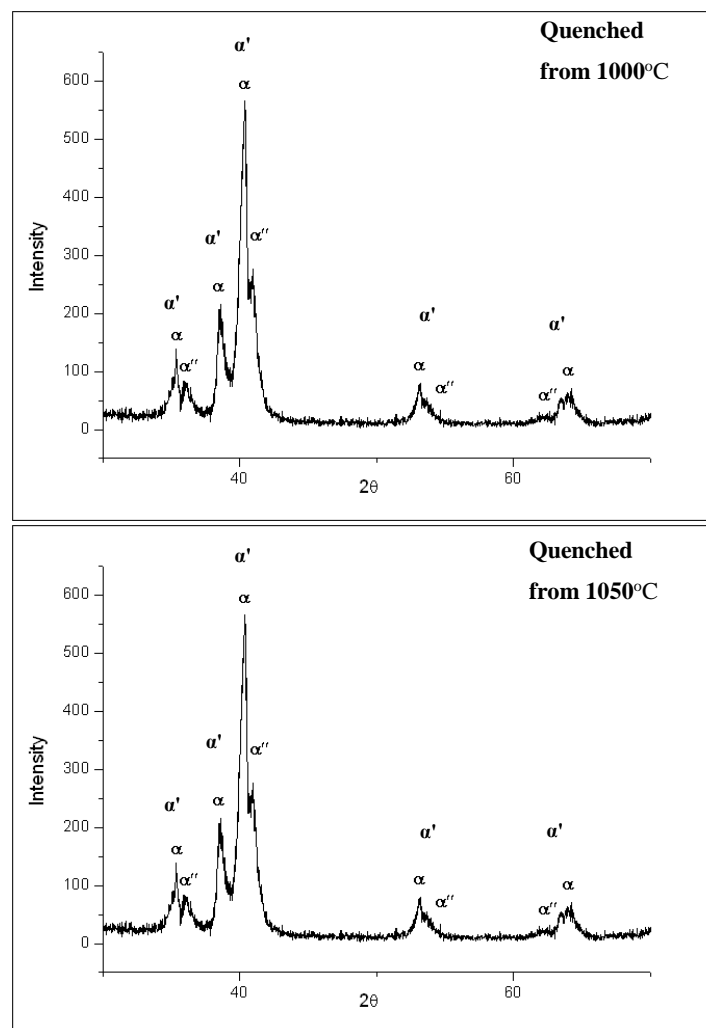 Quenched
from 1000°C
α'
α
600
500
400
300
200
100
0
Intensity
α'
α
α''
α'
α
α''
α'
α
α''
α'
α''
α
40
60
2θ
Quenched
from 1050°C
α'
α
600
500
400
300
200
100
0
Intensity
α'
α
α''
α'
α
α''
α'
α
α''
α'
α''
α
40
60
2θ